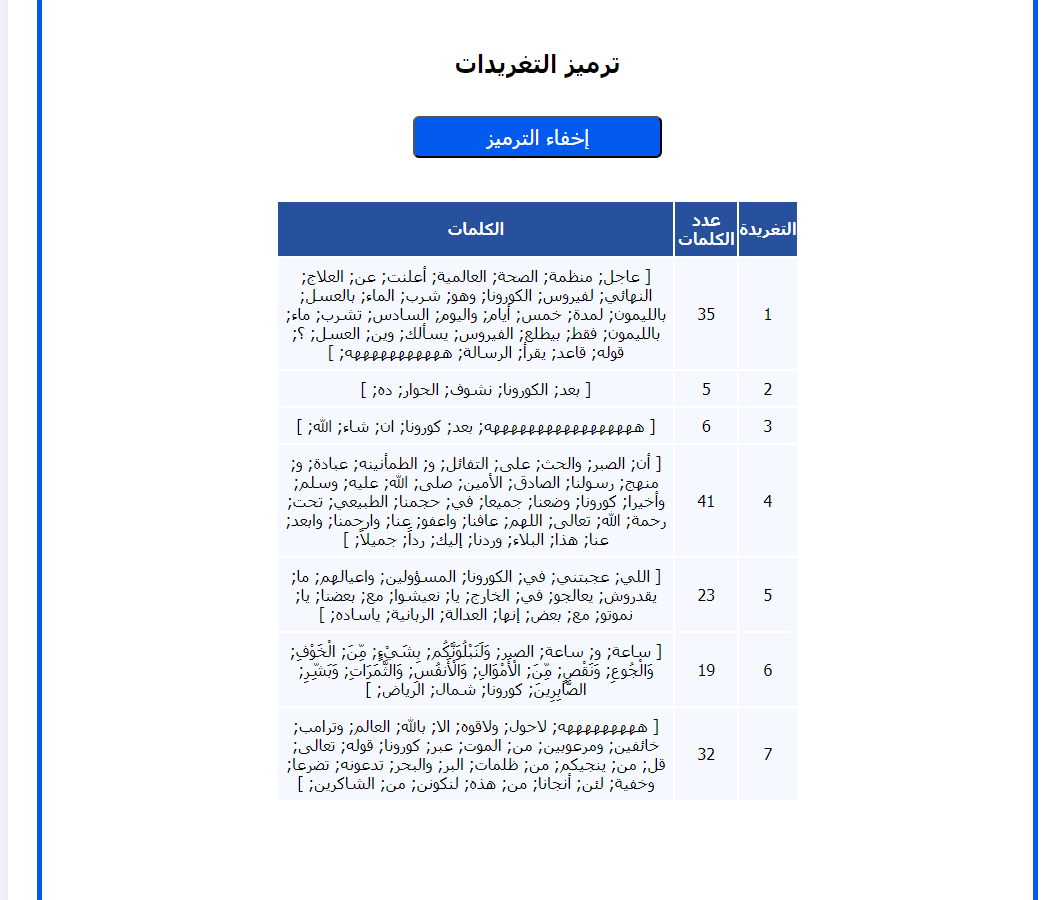 ترميز التغريدات
إخفاء الترميز
التغريدة
عدد
الكلمات
الكلمات
1
35
[ عاجل; منظمة; الصحة; العالمية; أعلنت; عن; العلاج;
النهائي; لفيروس; الكورونا; وهو; شرب; الماء; بالعسل;
بالليمون; لمدة; خمس; أيام; واليوم; السادس; تشرب; ماء;
بالليمون; فقط; بيطلع; الفيروس; يسألك; وين; العسل; ؟;
قوله; قاعد; يقرأ; الرسالة; هههههههههههه; ]
2
5
[ بعد; الكورونا; نشوف; الحوار; ده; ]
3
6
[ ههههههههههههههههه; بعد; كورونا; ان; شاء; الله; ]
4
41
[ أن; الصبر; والحث; على; التفائل; و; الطمأنينه; عبادة; و;
منهج; رسولنا; الصادق; الأمين; صلى; الله; عليه; وسلم;
وأخيرا; كورونا; وضعنا; جميعا; في; حجمنا; الطبيعي; تحت;
رحمة; الله; تعالى; اللهم; عافنا; واعفو; عنا; وارحمنا; وابعد;
عنا; هذا; البلاء; وردنا; إليك; رداً; جميلاً; ]
5
23
[ اللي; عجبتني; في; الكورونا; المسؤولين; واعيالهم; ما;
يقدروش; يعالجو; في; الخارج; يا; نعيشوا; مع; بعضنا; يا;
نموتو; مع; بعض; إنها; العدالة; الربانية; ياساده; ]
6
19
[ ساعة; و; ساعة; الصبر; وَلَنَبْلُوَنَّكُم; بِشَيْءٍ; مِّنَ; الْخَوْفِ;
وَالْجُوعِ; وَنَقْصٍ; مِّنَ; الْأَمْوَالِ; وَالْأَنفُسِ; وَالثَّمَرَاتِ; وَبَشِّرِ;
الصَّابِرِينَ; كورونا; شمال; الرياض; ]
7
32
[ هههههههههه; لاحول; ولاقوه; الا; بالله; العالم; وترامب;
خائفين; ومرعوبين; من; الموت; عبر; كورونا; قوله; تعالى;
قل; من; ينجيكم; من; ظلمات; البر; والبحر; تدعونه; تضرعا;
وخفية; لئن; أنجانا; من; هذه; لنكونن; من; الشاكرين; ]